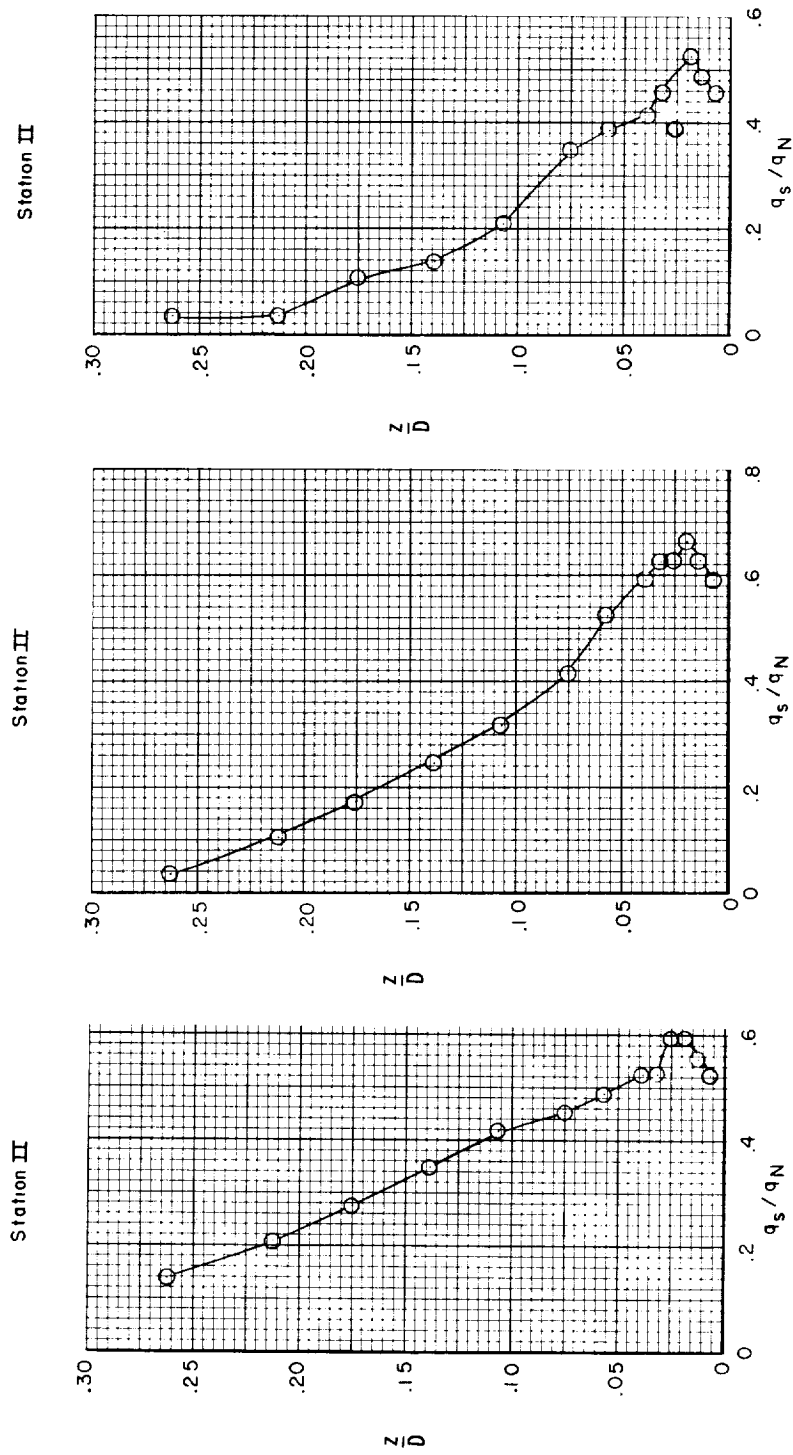 Station II
.30
.25
.20
.15
z/D
.10
.05
0
0 .2 .4 .6
qs/qN
Station II
.30
.25
.20
.15
z/D
.10
.05
0
0 .2 .4 .6 .8
qs/qN
Station II
.30
.25
.20
.15
z/D
.10
.05
0
0 .2 .4 .6
qs/qN